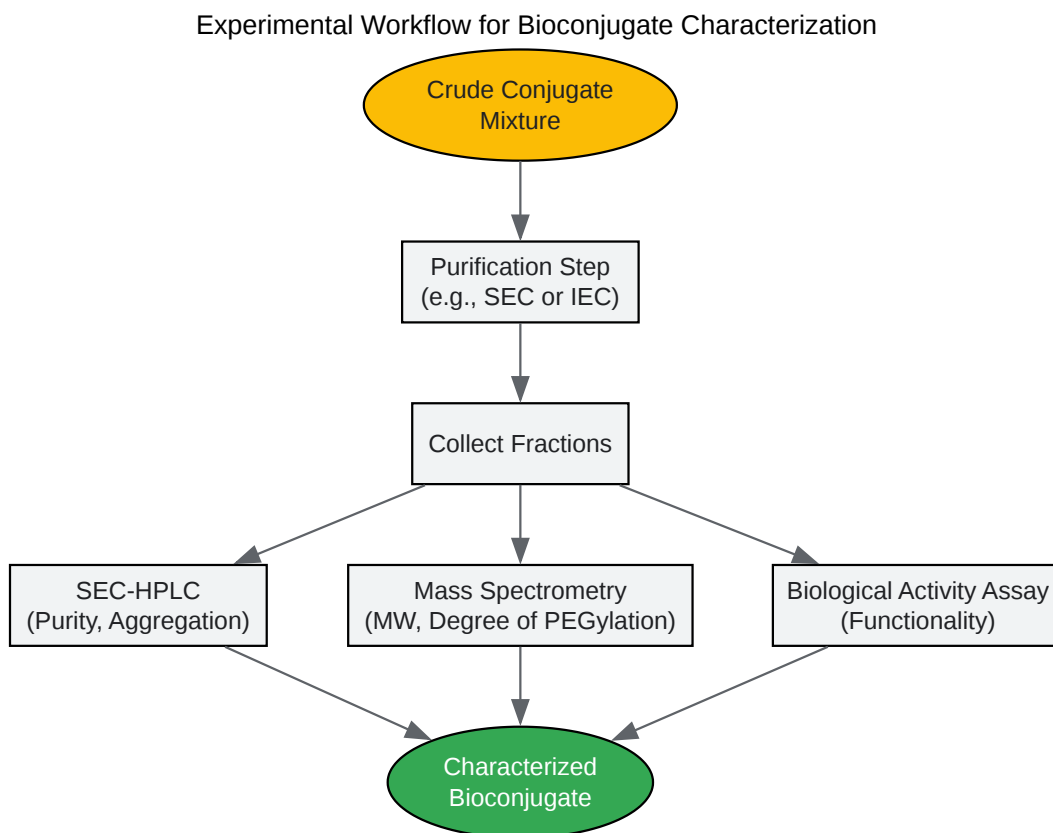 Experimental Workflow for Bioconjugate Characterization
Crude Conjugate
Mixture
Purification Step
(e.g., SEC or IEC)
Collect Fractions
SEC-HPLC
(Purity, Aggregation)
Mass Spectrometry
(MW, Degree of PEGylation)
Biological Activity Assay
(Functionality)
Characterized
Bioconjugate